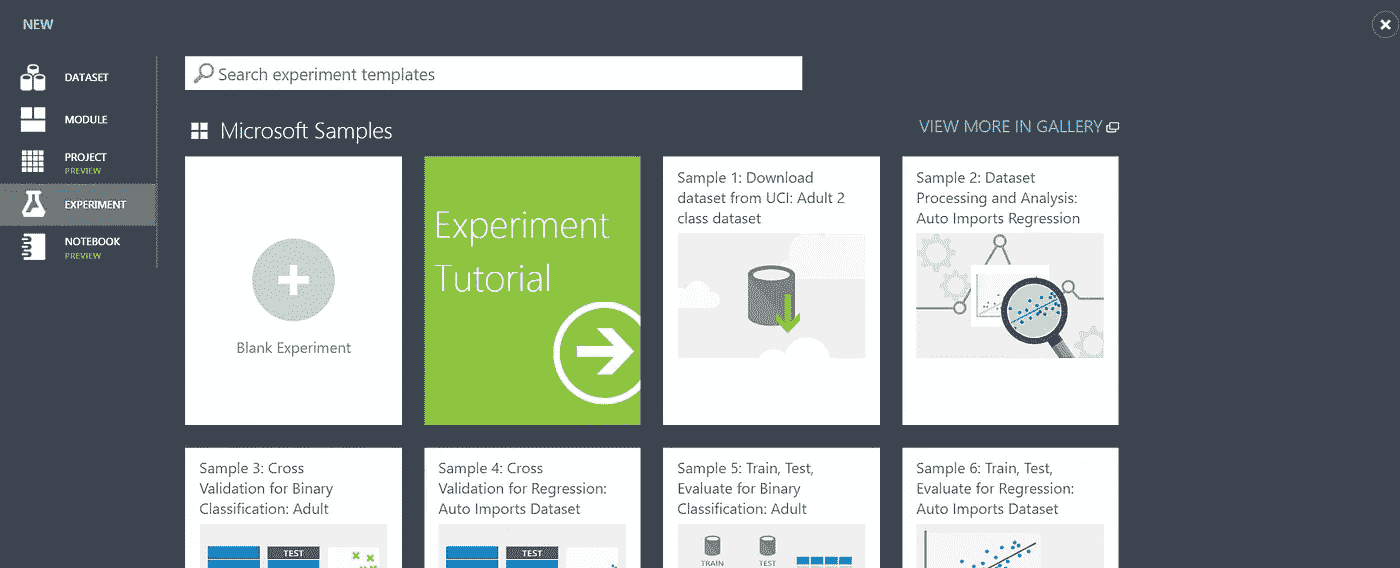 NEW
DATASET
MODULE
PROJECT
PREVIEW
EXPERIMENT
NOTEBOOK
PREVIEW
Search experiment templates
Microsoft Samples
VIEW MORE IN GALLERY
Blank Experiment
Experiment
Tutorial
Sample 1: Download
dataset from UCI: Adult 2
class dataset
Sample 2: Dataset
Processing and Analysis:
Auto Imports Regression
Sample 3: Cross
Validation for Binary
Classification: Adult
TEST
Sample 4: Cross
Validation for Regression:
Auto Imports Dataset
TEST
Sample 5: Train, Test,
Evaluate for Binary
Classification: Adult
TRAIN TEST
Sample 6: Train, Test,
Evaluate for Regression:
Auto Imports Dataset